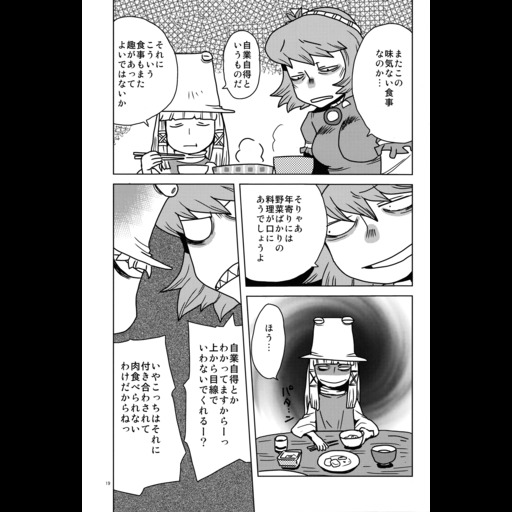 またこの
味気ない食事
なのか…
自業自得と
いうものだ
それに
こういう
食事もまた
趣があって
よいではないか
そりゃあ
年寄りには
野菜ばかりの
料理が口に
あうでしょうよ
ほう…
パタン
自業自得とか
わかってますからーっ
上から目線で
いわないでくれるー？
いやこっちはそれに
付き合わされて
肉食べられない
わけだからねっ
18